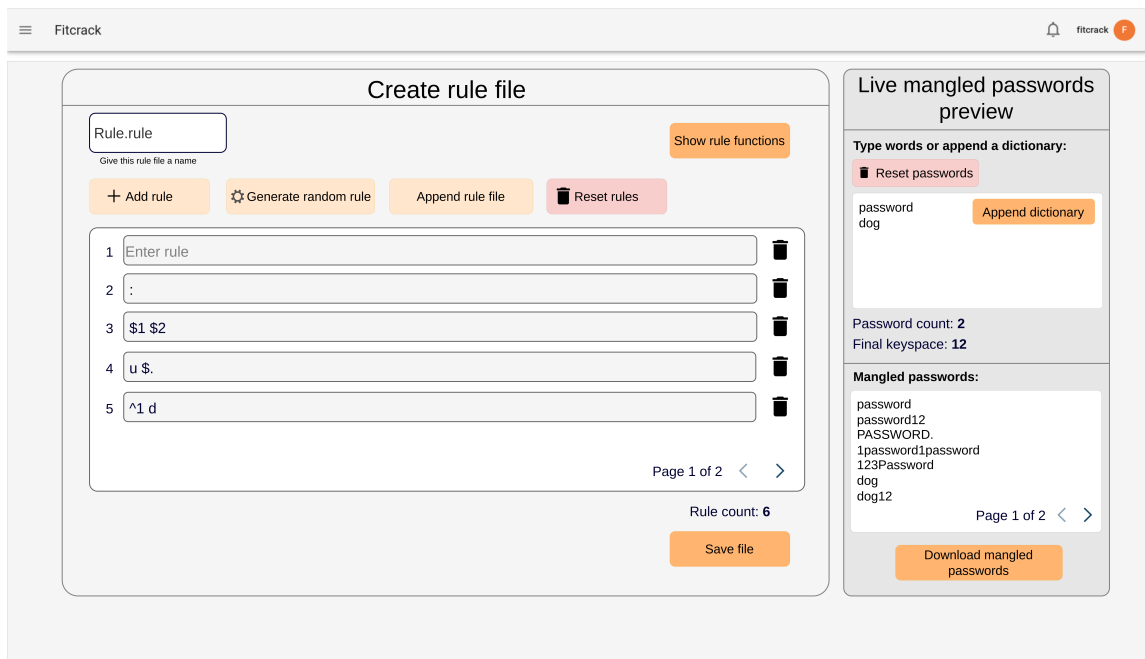 Fitcrack
fitcrack F
Create rule file
Rule.rule
Give this rule file a name
Show rule functions
Add rule
Generate random rule
Append rule file
Reset rules
1 Enter rule
2 :
3 $1 $2
4 u $.
5 ^1 d
Page 1 of 2
Rule count: 6
Save file
Live mangled passwords
preview
Type words or append a dictionary:
Reset passwords
password
dog
Append dictionary
Password count: 2
Final keyspace: 12
Mangled passwords:
password
password12
PASSWORD.
1password1password
123Password
dog
dog12
Page 1 of 2
Download mangled
passwords